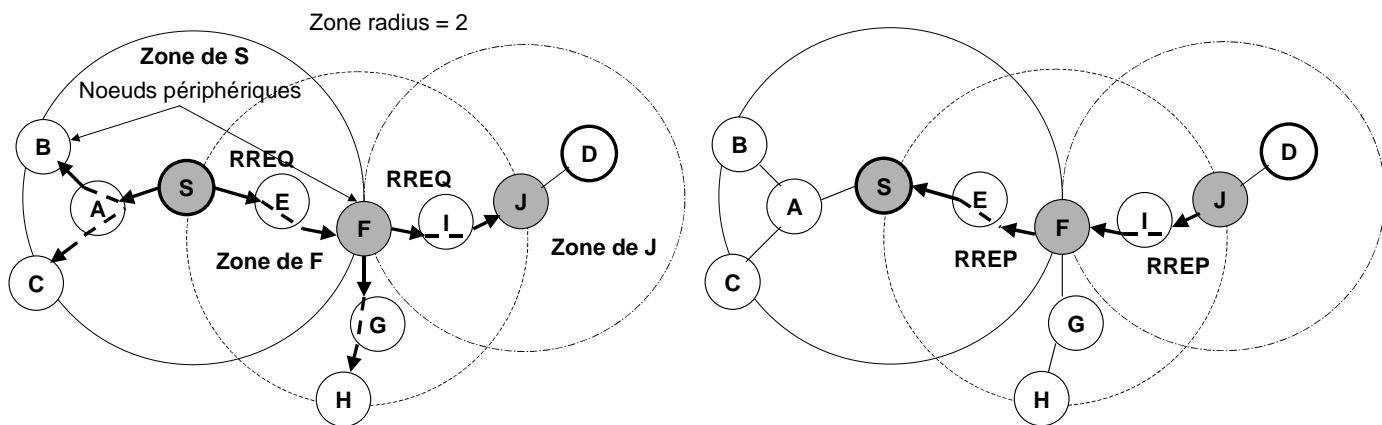 Zone radius = 2
Zone de S
Noeuds périphériques
B
A
C
S
RREQ
E
Zone de F
F
RREQ
I
J
D
Zone de J
G
H
B
A
C
S
E
RREP
F
I
RREP
J
D
G
H